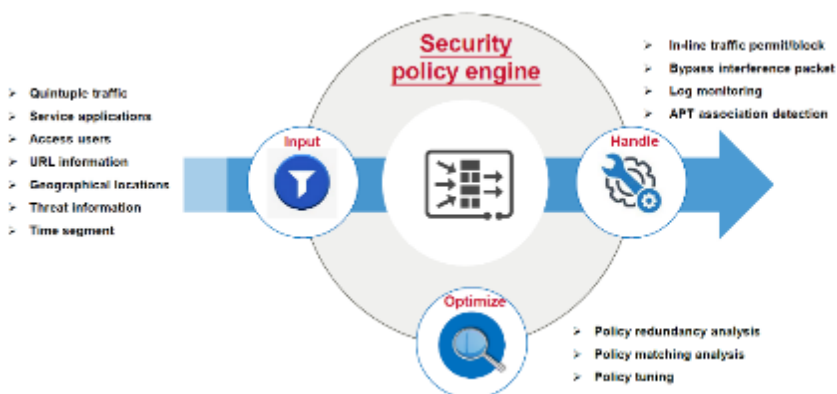 Security
policy engine
➤ In-line traffic permit/block
➤ Bypass interference packet
➤ Log monitoring
➤ APT association detection
➤ Quintuple traffic
➤ Service applications
➤ Access users
➤ URL information
➤ Geographical locations
➤ Threat information
➤ Time segment
Input
Handle
Optimize
➤ Policy redundancy analysis
➤ Policy matching analysis
➤ Policy tuning